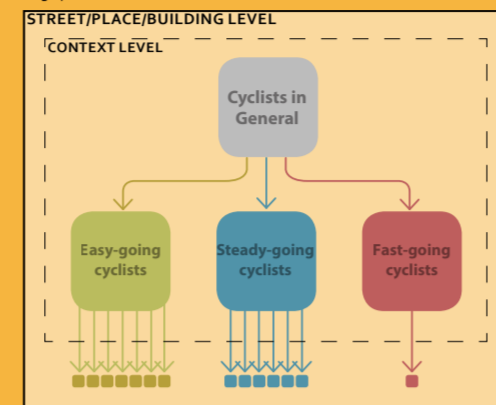 STREET/PLACE/BUILDING LEVEL
CONTEXT LEVEL
Cyclists in
General
Easy-going
cyclists
Steady-going
cyclists
Fast-going
cyclists